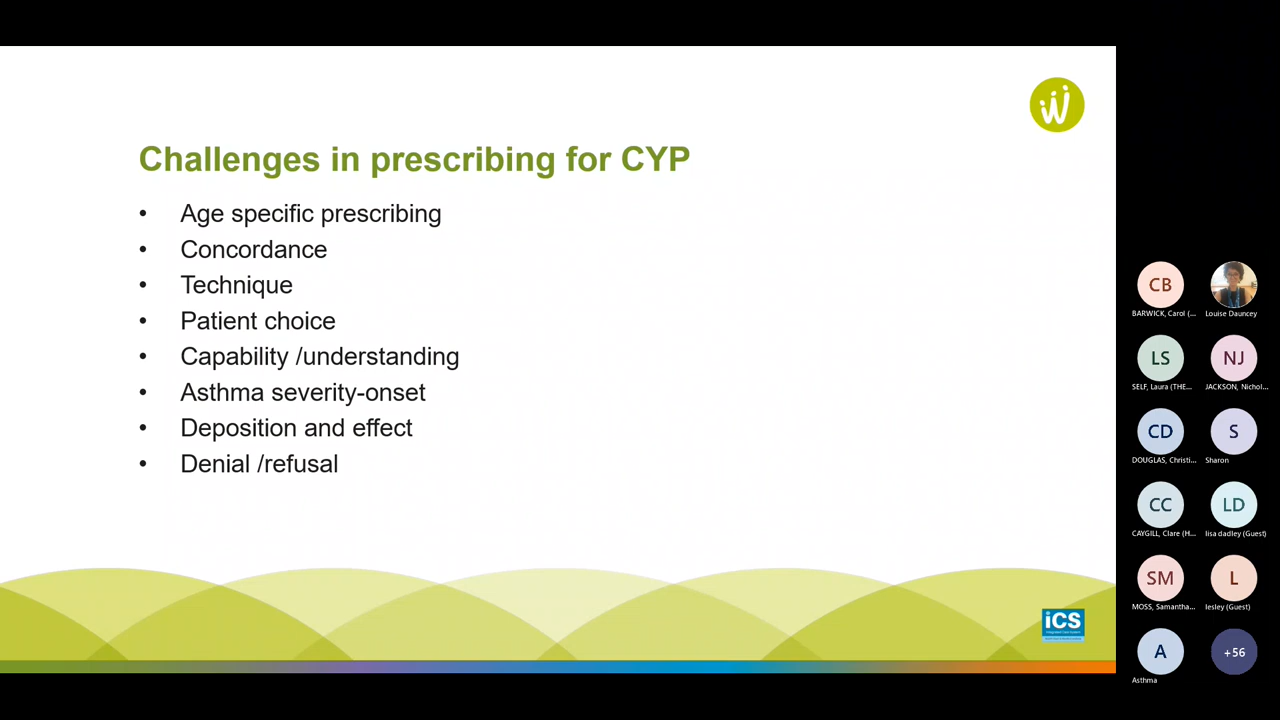 Challenges in prescribing for CYP
• Age specific prescribing
• Concordance
• Technique
• Patient choice
• Capability /understanding
• Asthma severity-onset
• Deposition and effect
• Denial /refusal
ics
CB
BARWICK, Carol (...
Louise Dauncey
LS
SELF, Laura (THE...
NJ
JACKSON, Nichol...
CD
DOUGLAS, Christi...
S
Sharon
CC
CAYGILL, Clare (H...
LD
lisa dadley (Guest)
SM
MOSS, Samantha...
L
lesley (Guest)
A
Asthma
+56